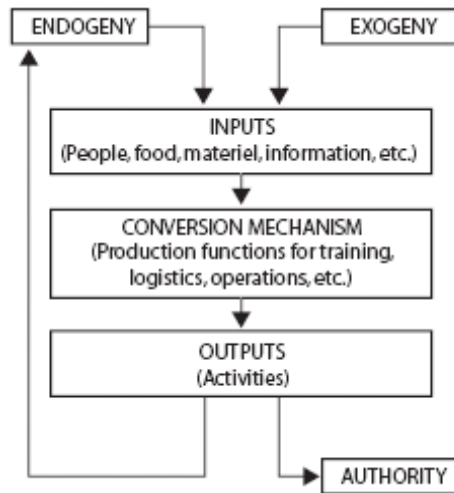 ENDOGENY
EXOGENY
INPUTS
(People, food, materiel, information, etc.)
CONVERSION MECHANISM
(Production functions for training,
logistics, operations, etc.)
OUTPUTS
(Activities)
AUTHORITY